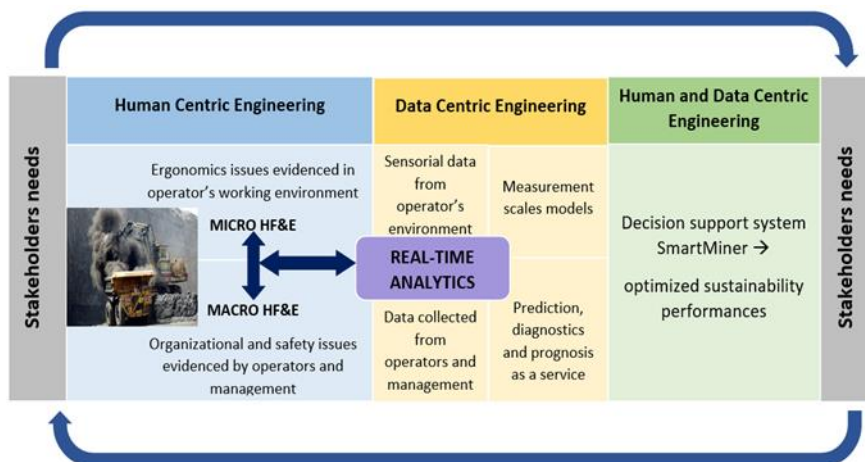 Stakeholders needs
Human Centric Engineering
Ergonomics issues evidenced in
operator's working environment
MICRO HF&E
MACRO HF&E
Organizational and safety issues
evidenced by operators and
management
Data Centric Engineering
Sensorial data
from
operator's
environment
Measurement
scales models
REAL-TIME
ANALYTICS
Data collected
from
operators and
management
Prediction,
diagnostics
and prognosis
as a service
Human and Data Centric
Engineering
Decision support system
SmartMiner →
optimized sustainability
performances
Stakeholders needs